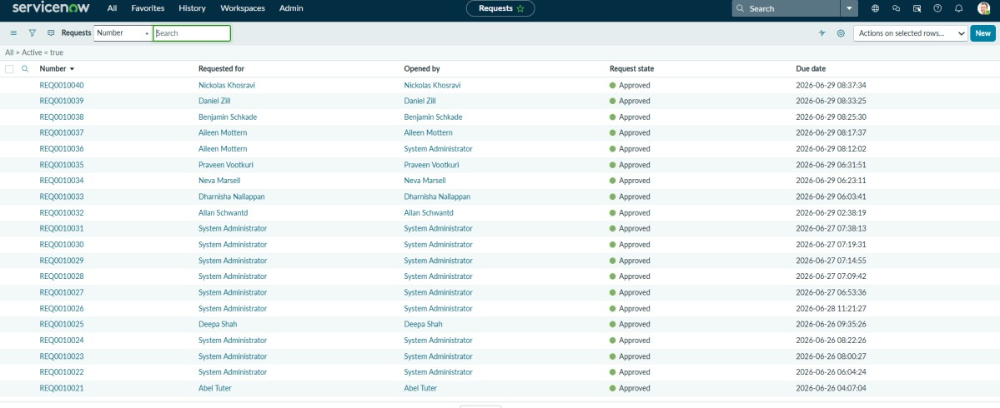 servicenow All Favorites History Workspaces Admin Requests Search
Requests Number Search Actions on selected rows... New
All > Active = true
Number Requested for Opened by Request state Due date
REQ0010040 Nickolas Khosravi Nickolas Khosravi Approved 2026-06-29 08:37:34
REQ0010039 Daniel Zill Daniel Zill Approved 2026-06-29 08:33:25
REQ0010038 Benjamin Schkade Benjamin Schkade Approved 2026-06-29 08:25:30
REQ0010037 Aileen Mottern Aileen Mottern Approved 2026-06-29 08:17:37
REQ0010036 Aileen Mottern System Administrator Approved 2026-06-29 08:12:02
REQ0010035 Praveen Vootkuri Praveen Vootkuri Approved 2026-06-29 06:31:51
REQ0010034 Neva Marsell Neva Marsell Approved 2026-06-29 06:23:11
REQ0010033 Dharnisha Nallappan Dharnisha Nallappan Approved 2026-06-29 06:03:41
REQ0010032 Allan Schwantd Allan Schwantd Approved 2026-06-29 02:38:19
REQ0010031 System Administrator System Administrator Approved 2026-06-27 07:38:13
REQ0010030 System Administrator System Administrator Approved 2026-06-27 07:19:31
REQ0010029 System Administrator System Administrator Approved 2026-06-27 07:14:55
REQ0010028 System Administrator System Administrator Approved 2026-06-27 07:09:42
REQ0010027 System Administrator System Administrator Approved 2026-06-27 06:53:36
REQ0010026 System Administrator System Administrator Approved 2026-06-28 11:21:27
REQ0010025 Deepa Shah Deepa Shah Approved 2026-06-26 09:35:26
REQ0010024 System Administrator System Administrator Approved 2026-06-26 08:22:26
REQ0010023 System Administrator System Administrator Approved 2026-06-26 08:00:27
REQ0010022 System Administrator System Administrator Approved 2026-06-26 06:04:24
REQ0010021 Abel Tuter Abel Tuter Approved 2026-06-26 04:07:04